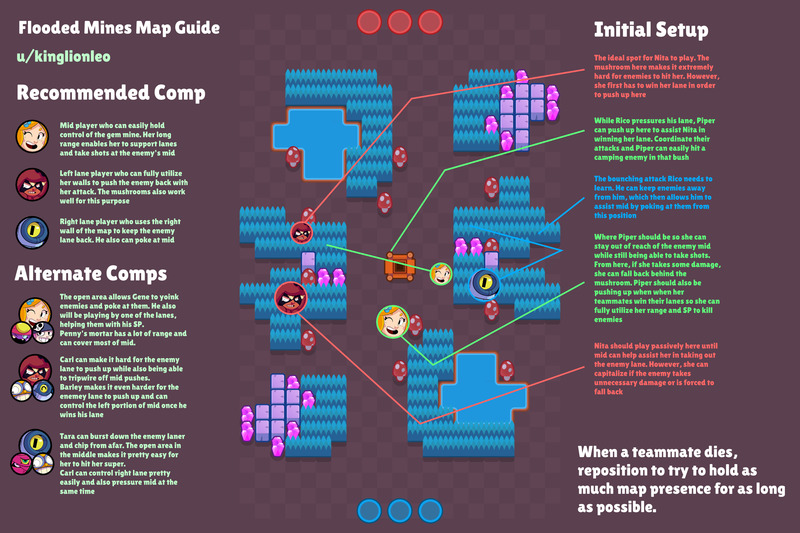 Flooded Mines Map Guide
u/kinglionleo
Recommended Comp
Mid player who can easily hold
control of the gem mine. Her long
range enables her to support lanes
and take shots at the enemy's mid
Left lane player who can fully utilize
her walls to push the enemy back with
her attack. The mushrooms also work
well for this purpose
Right lane player who uses the right
wall of the map to keep the enemy
lane back. He also can poke at mid
Alternate Comps
The open area allows Gene to yoink
enemies and poke at them. He also
will be playing by one of the lanes,
helping them with his SP.
Penny's mortar has a lot of range and
can cover most of mid.
Carl can make it hard for the enemy
lane to push up while also being able
to tripwire off mid pushes.
Barley makes it even harder for the
enemey lane to push up and can
control the left portion of mid once he
wins his lane
Tara can burst down the enemy laner
and chip from afar. The open area in
the middle makes it pretty easy for
her to hit her super.
Carl can control right lane pretty
easily and also pressure mid at the
same time
Initial Setup
The ideal spot for Nita to play. The
mushroom here makes it extremely
hard for enemies to hit her. However,
she first has to win her lane in order
to push up here
While Rico pressures his lane, Piper
can push up here to assist Nita in
winning her lane. Coordinate their
attacks and Piper can easily hit a
camping enemy in that bush
The bounching attack Rico needs to
learn. He can keep enemies away
from him, which then allows him to
assist mid by poking at them from
this position
Where Piper should be so she can
stay out of reach of the enemy mid
while still being able to take shots.
From here, if she takes some damage,
she can fall back behind the
mushroom. Piper should also be
pushing up when when her
teammates win their lanes so she can
fully utilize her range and SP to kill
enemies
Nita should play passively here until
mid can help assist her in taking out
the enemy lane. However, she can
capitalize if the enemy takes
unnecessary damage or is forced to
fall back
When a teammate dies,
reposition to try to hold as
much map presence for as long
as possible.